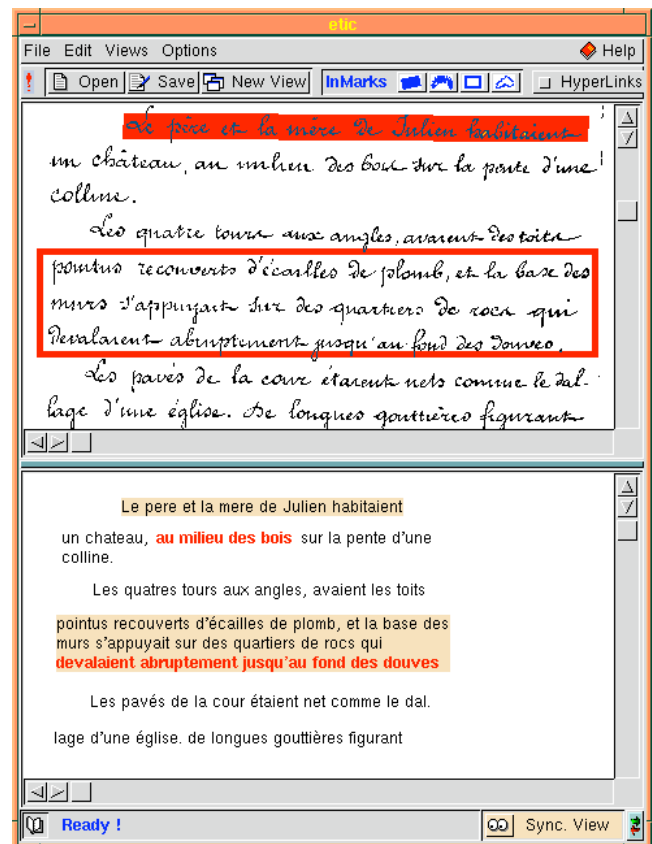 etic
File Edit Views Options Help
! Open Save New View InMarks HyperLinks
Le père et la mère de Julien habitaient
un château, au milieu des bois sur la pente d'une
colline.
Les quatre tours aux angles, avaient des toits
pointus recouverts d'écailles de plomb, et la base des
murs s'appuyait sur des quartiers de rocs qui
devalaient abruptement jusqu'au fond des douves.
Les pavés de la cour étaient nets comme le dal-
lage d'une église. De longues gouttières figurant
Le pere et la mere de Julien habitaient
un chateau, au milieu des bois sur la pente d'une
colline.
Les quatres tours aux angles, avaient les toits
pointus recouverts d'écailles de plomb, et la base des
murs s'appuyait sur des quartiers de rocs qui
devalaient abruptement jusqu'au fond des douves
Les pavés de la cour étaient net comme le dal.
lage d'une église. de longues gouttières figurant
Ready ! Sync. View